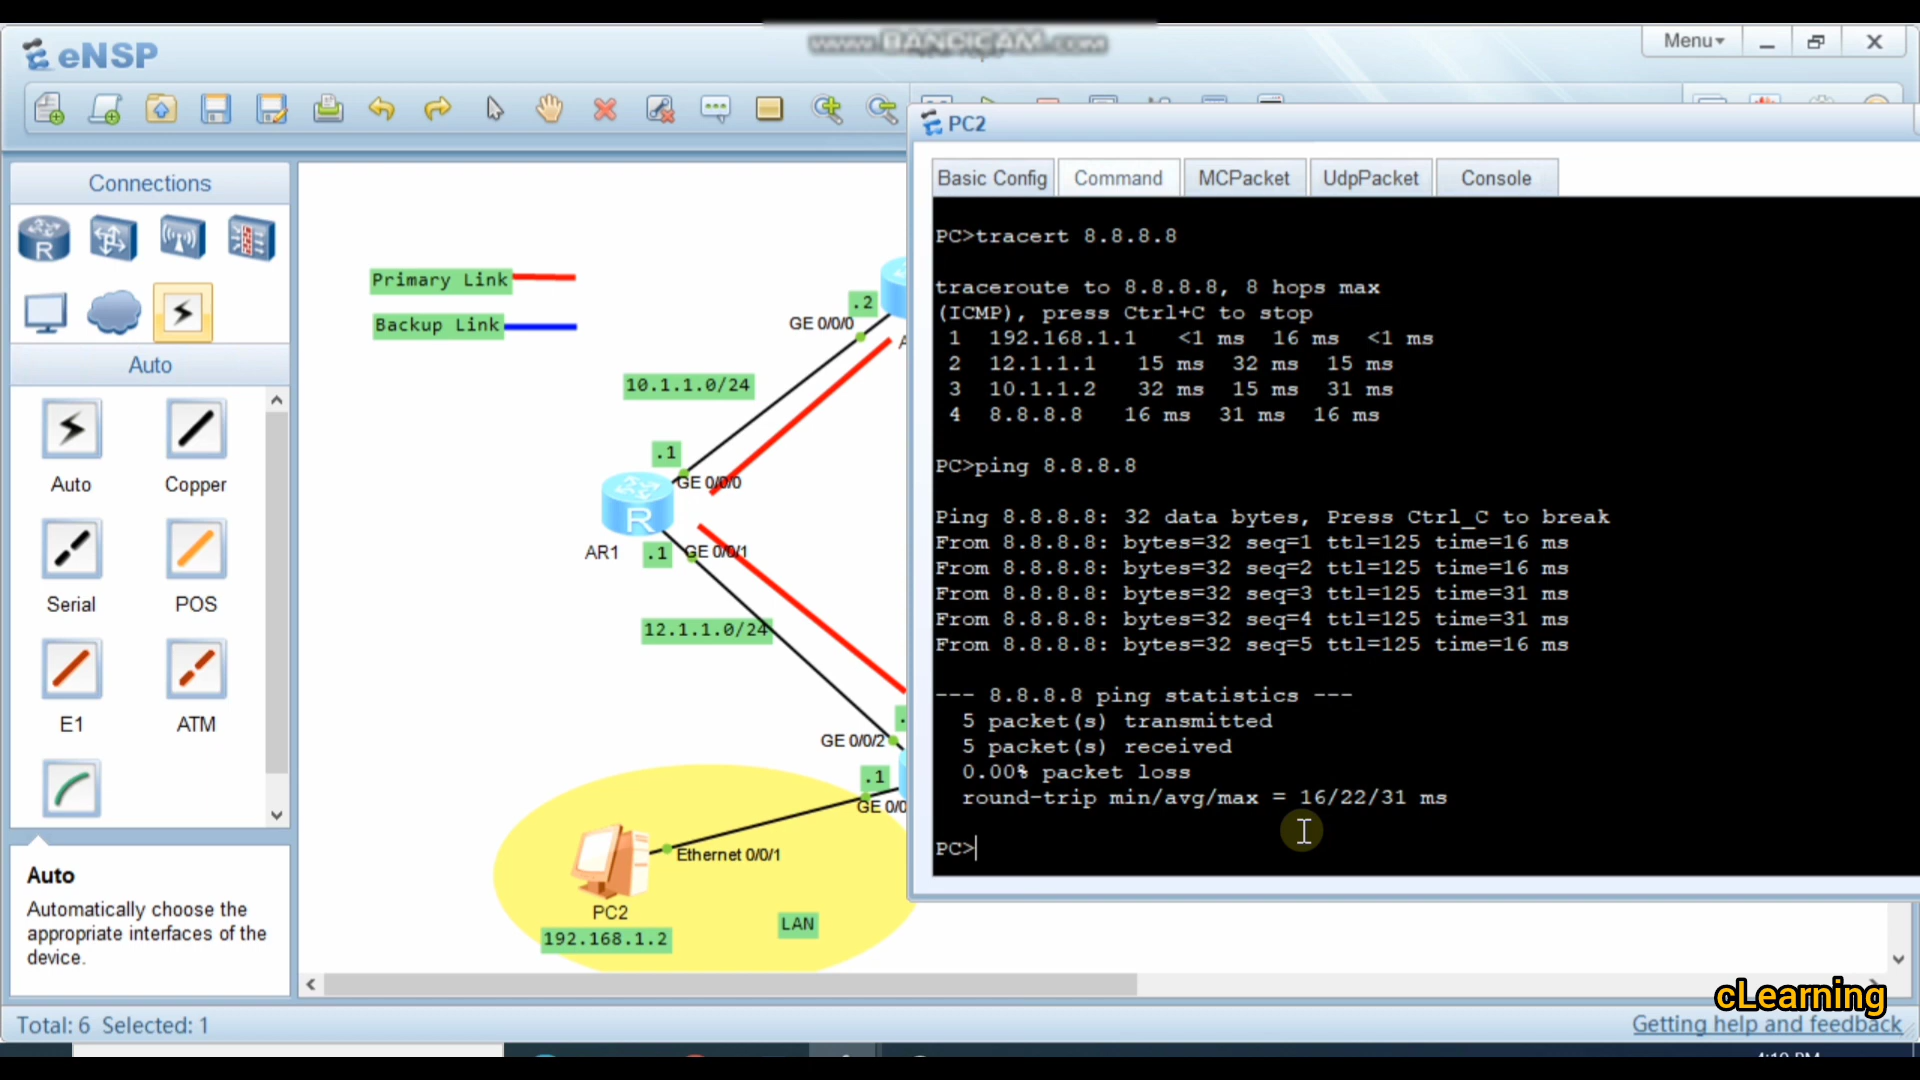 www.BANDICAM.com
eNSP
Menu
PC2
Basic Config
Command
MCPacket
UdpPacket
Console
Connections
R
Auto
Auto
Copper
Serial
POS
E1
ATM
Auto
Automatically choose the
appropriate interfaces of the
device.
Primary Link
Backup Link
.2
GE 0/0/0
10.1.1.0/24
.1
GE 0/0/0
R
AR1
.1
GE 0/0/1
12.1.1.0/24
GE 0/0/2
.1
GE 0/0
Ethernet 0/0/1
PC2
192.168.1.2
LAN
PC>tracert 8.8.8.8
traceroute to 8.8.8.8, 8 hops max
(ICMP), press Ctrl+C to stop
1 192.168.1.1 <1 ms 16 ms <1 ms
2 12.1.1.1 15 ms 32 ms 15 ms
3 10.1.1.2 32 ms 15 ms 31 ms
4 8.8.8.8 16 ms 31 ms 16 ms
PC>ping 8.8.8.8
Ping 8.8.8.8: 32 data bytes, Press Ctrl_C to break
From 8.8.8.8: bytes=32 seq=1 ttl=125 time=16 ms
From 8.8.8.8: bytes=32 seq=2 ttl=125 time=16 ms
From 8.8.8.8: bytes=32 seq=3 ttl=125 time=31 ms
From 8.8.8.8: bytes=32 seq=4 ttl=125 time=31 ms
From 8.8.8.8: bytes=32 seq=5 ttl=125 time=16 ms
--- 8.8.8.8 ping statistics ---
5 packet(s) transmitted
5 packet(s) received
0.00% packet loss
round-trip min/avg/max = 16/22/31 ms
PC>
cLearning
Total: 6 Selected: 1
Getting help and feedback